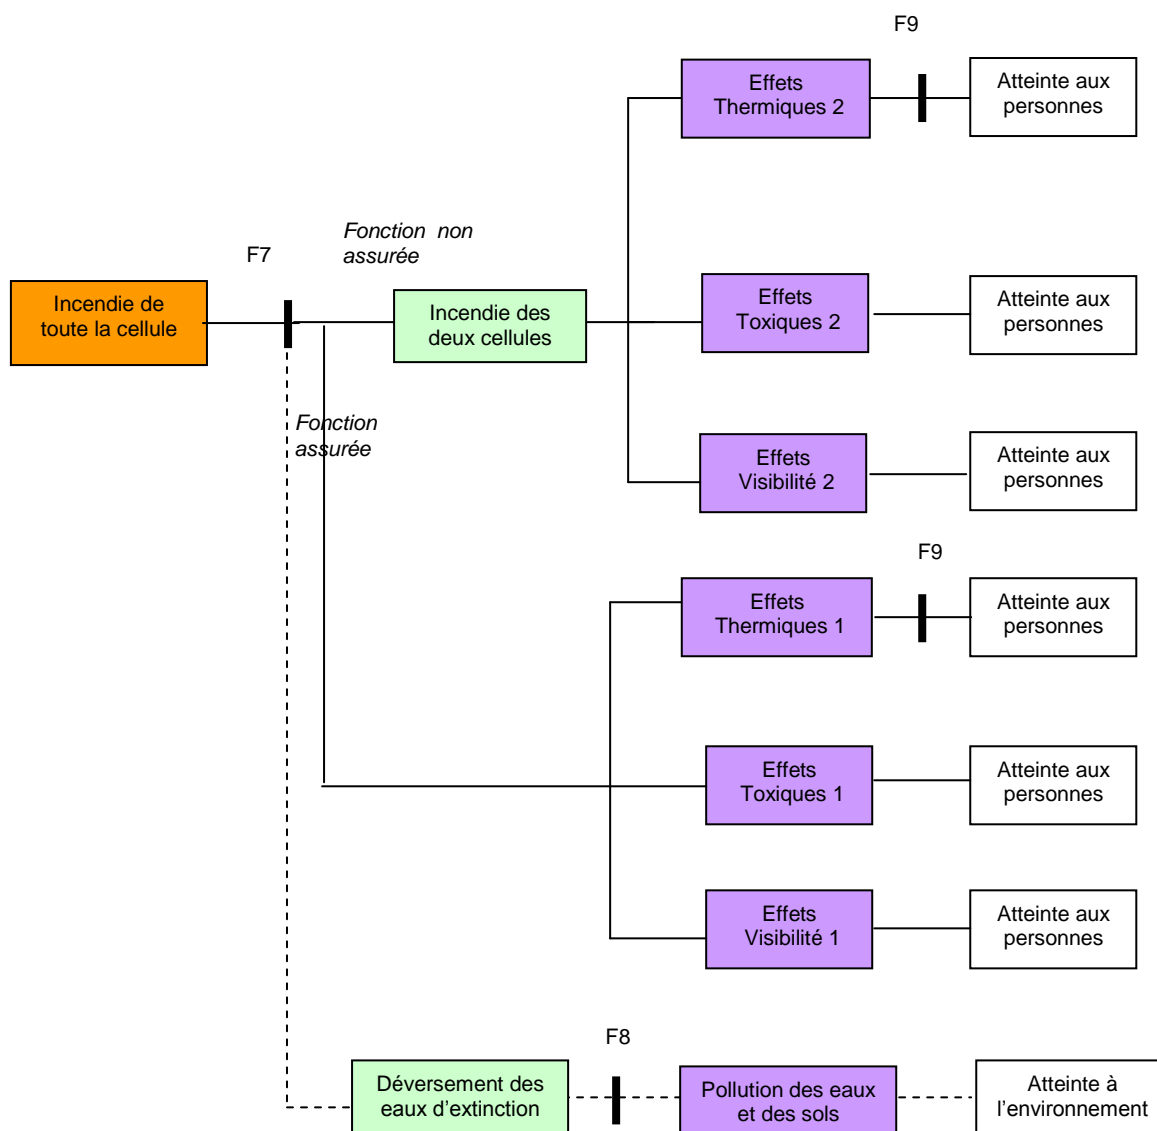 F9
Effets
Thermiques 2
Atteinte aux
personnes
Fonction non
assurée
F7
Incendie de
toute la cellule
Incendie des
deux cellules
Effets
Toxiques 2
Atteinte aux
personnes
Fonction
assurée
Effets
Visibilité 2
Atteinte aux
personnes
F9
Effets
Thermiques 1
Atteinte aux
personnes
Effets
Toxiques 1
Atteinte aux
personnes
Effets
Visibilité 1
Atteinte aux
personnes
F8
Déversement des
eaux d’extinction
Pollution des eaux
et des sols
Atteinte à
l’environnement